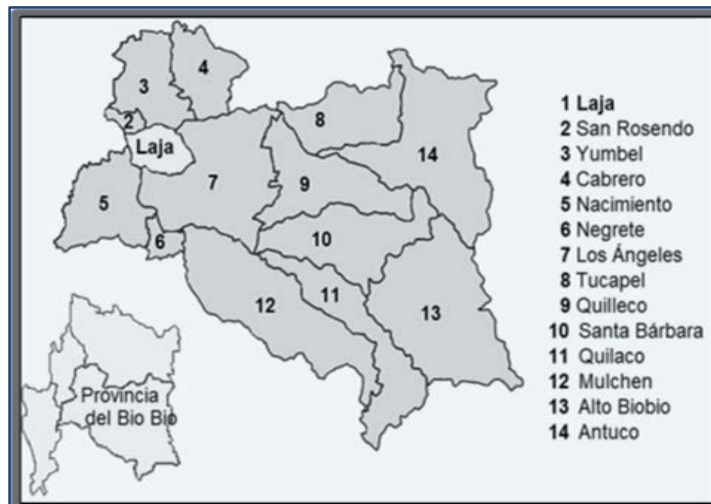 3
4
2
Laja
8
14
7
9
5
6
10
11
12
13
Provincia
del Bio Bio
1 Laja
2 San Rosendo
3 Yumbel
4 Cabrero
5 Nacimiento
6 Negrete
7 Los Ángeles
8 Tucapel
9 Quilleco
10 Santa Bárbara
11 Quilaco
12 Mulchen
13 Alto Biobio
14 Antuco